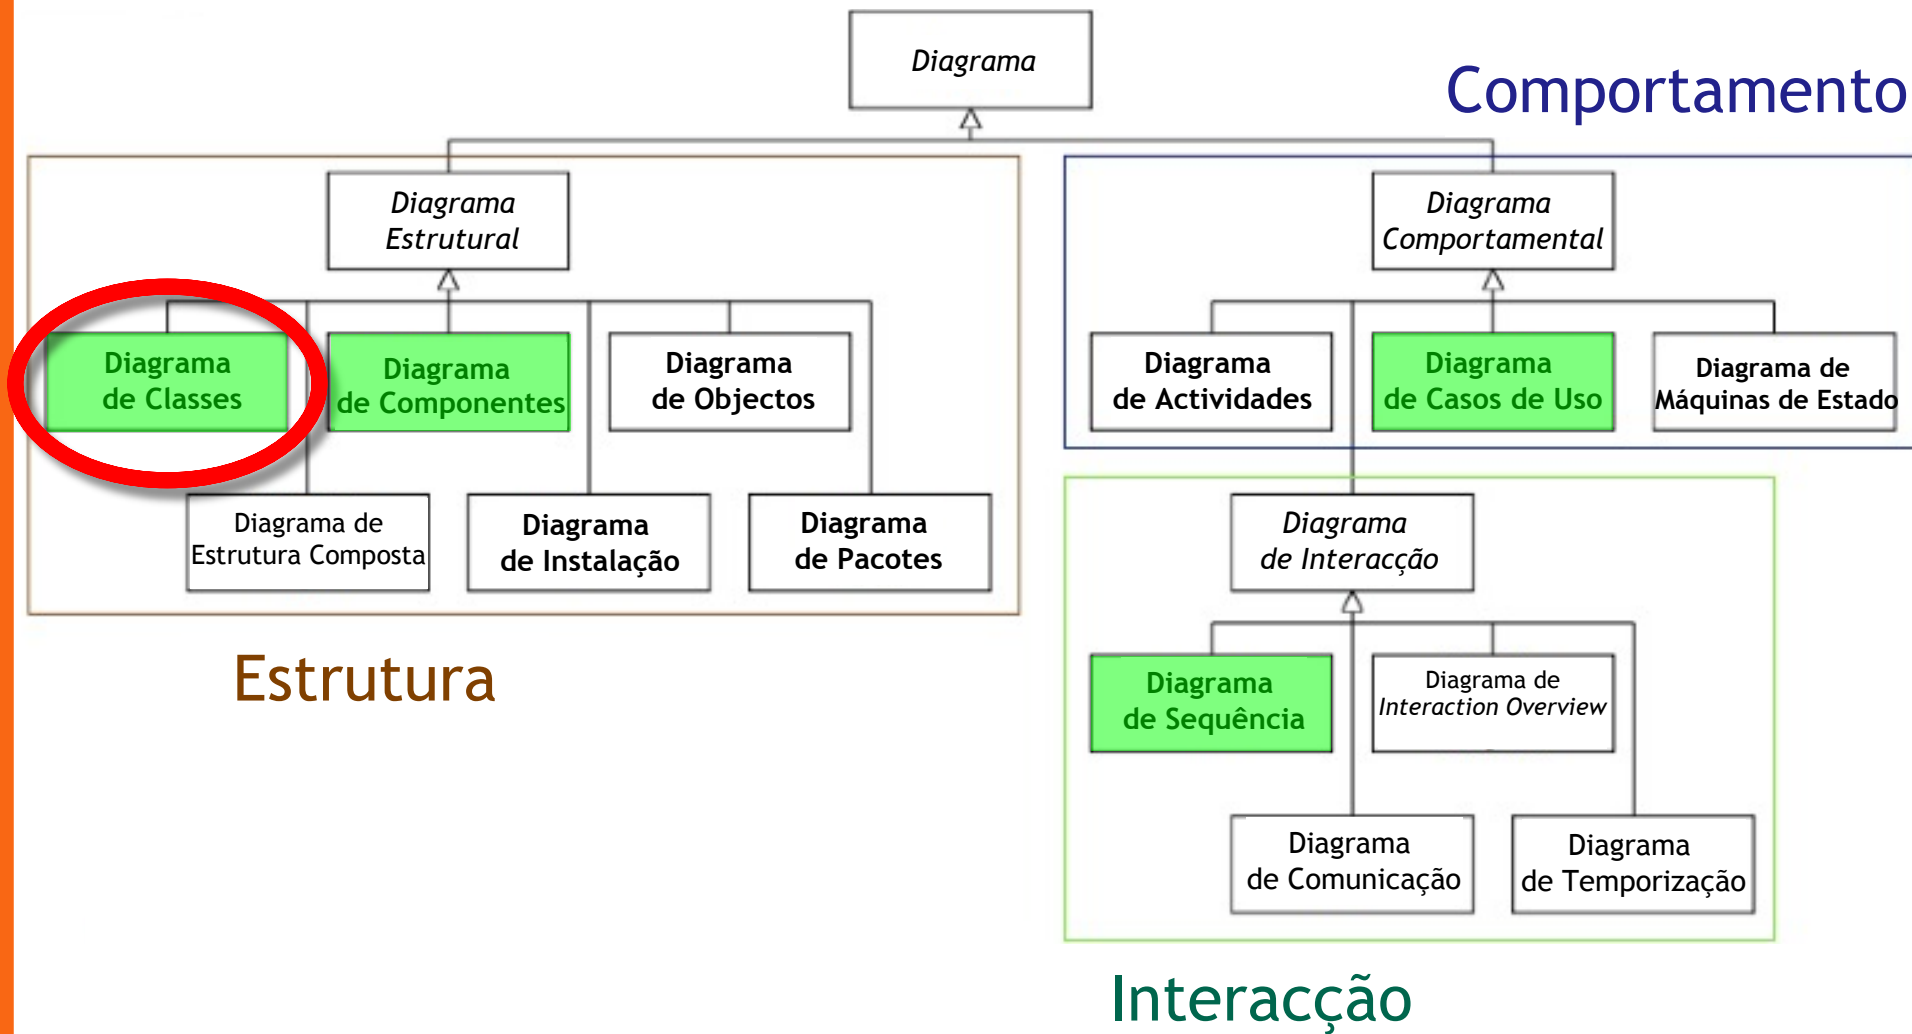 Diagrama
Comportamento
Diagrama
Estrutural
Diagrama
Comportamental
Diagrama
de Classes
Diagrama
de Componentes
Diagrama
de Objectos
Diagrama
de Actividades
Diagrama
de Casos de Uso
Diagrama de
Máquinas de Estado
Diagrama de
Estrutura Composta
Diagrama
de Instalação
Diagrama
de Pacotes
Diagrama
de Interacção
Estrutura
Diagrama
de Sequência
Diagrama de
Interaction Overview
Diagrama
de Comunicação
Diagrama
de Temporização
Interacção